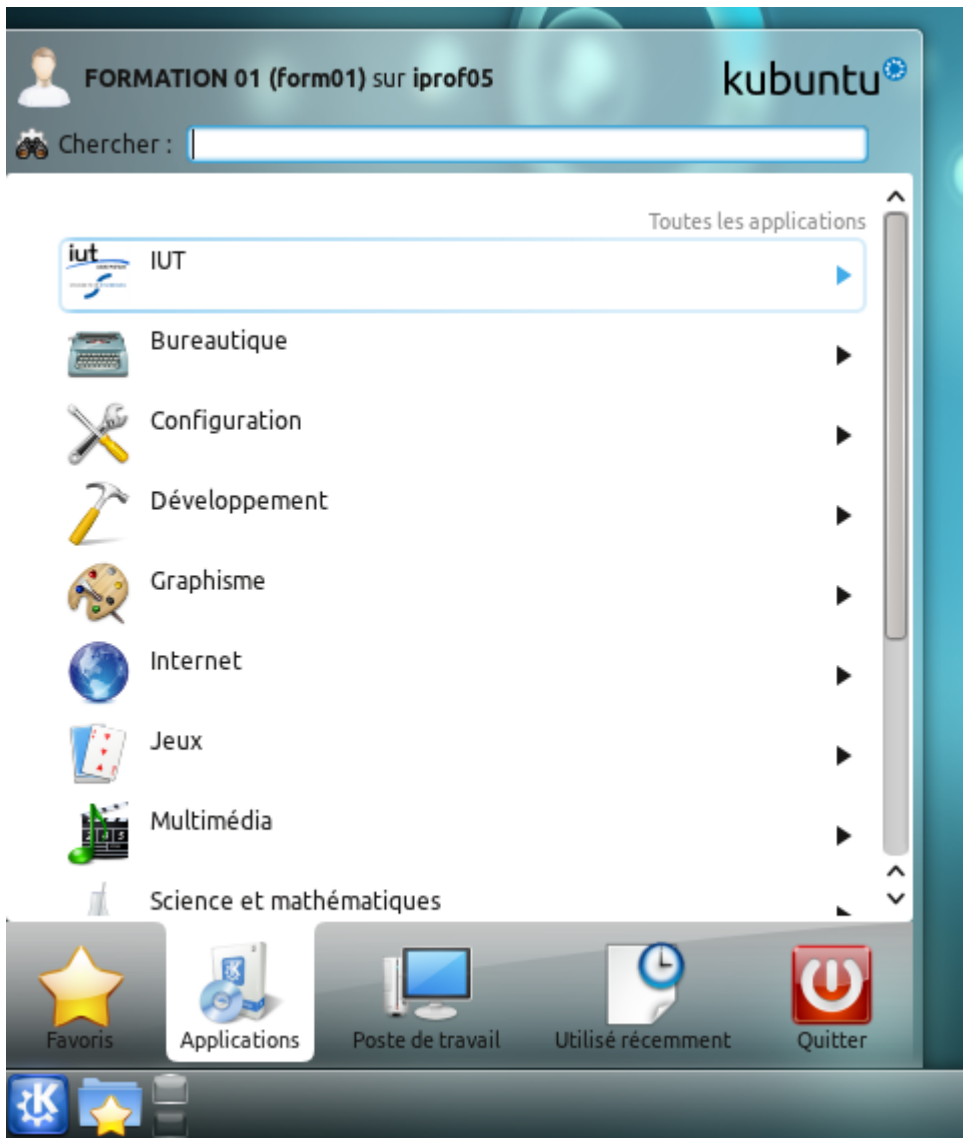 FORMATION 01 (form01) sur iprof05
kubuntu
Chercher :
Toutes les applications
iut
IUT
Bureautique
Configuration
Développement
Graphisme
Internet
Jeux
Multimédia
Science et mathématiques
Favoris
Applications
Poste de travail
Utilisé récemment
Quitter